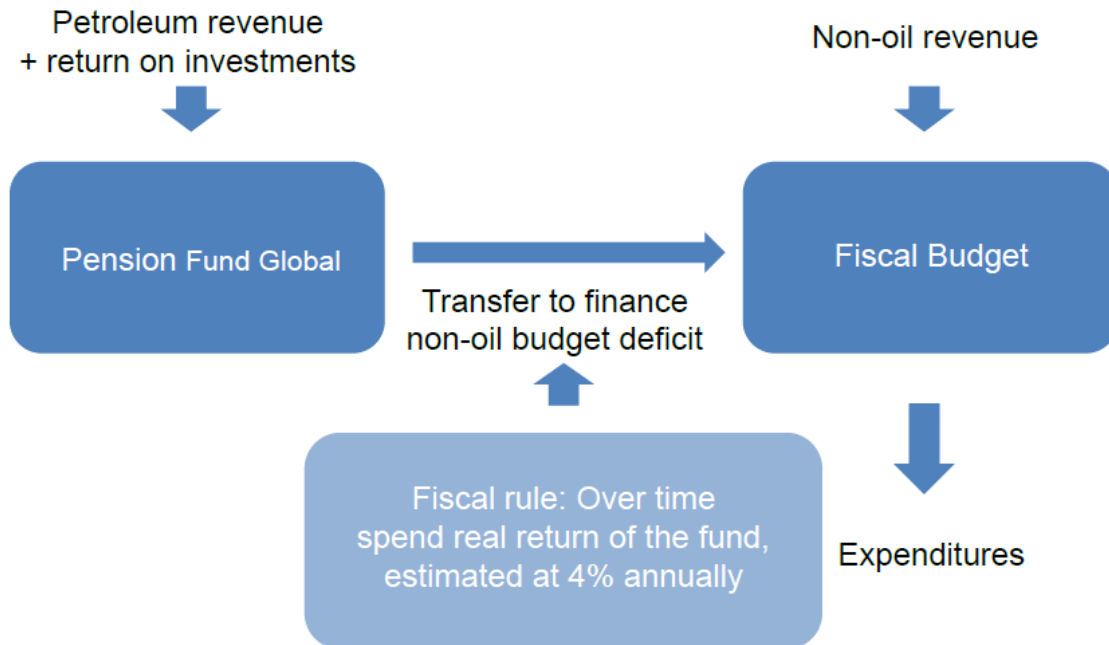 Petroleum revenue
+ return on investments
Non-oil revenue
Pension Fund Global
Fiscal Budget
Transfer to finance
non-oil budget deficit
Fiscal rule: Over time
spend real return of the fund,
estimated at 4% annually
Expenditures